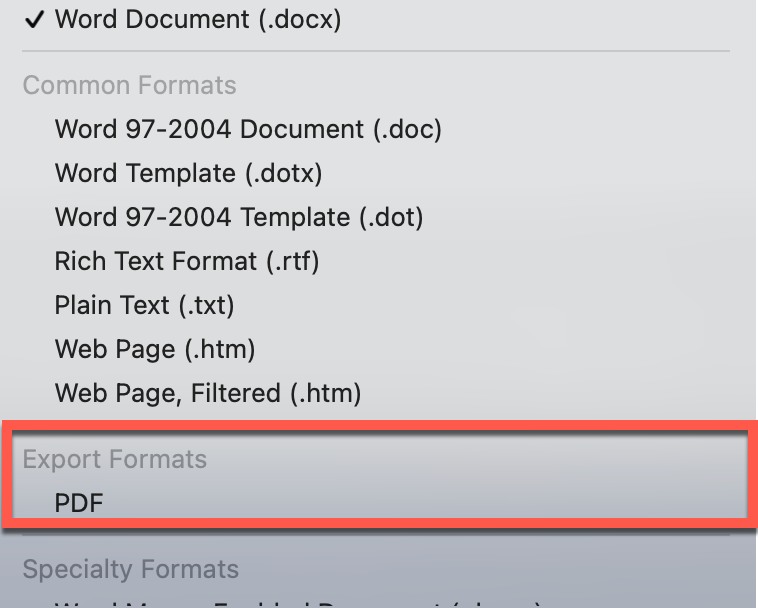 ✓ Word Document (.docx)
Common Formats
Word 97-2004 Document (.doc)
Word Template (.dotx)
Word 97-2004 Template (.dot)
Rich Text Format (.rtf)
Plain Text (.txt)
Web Page (.htm)
Web Page, Filtered (.htm)
Export Formats
PDF
Specialty Formats